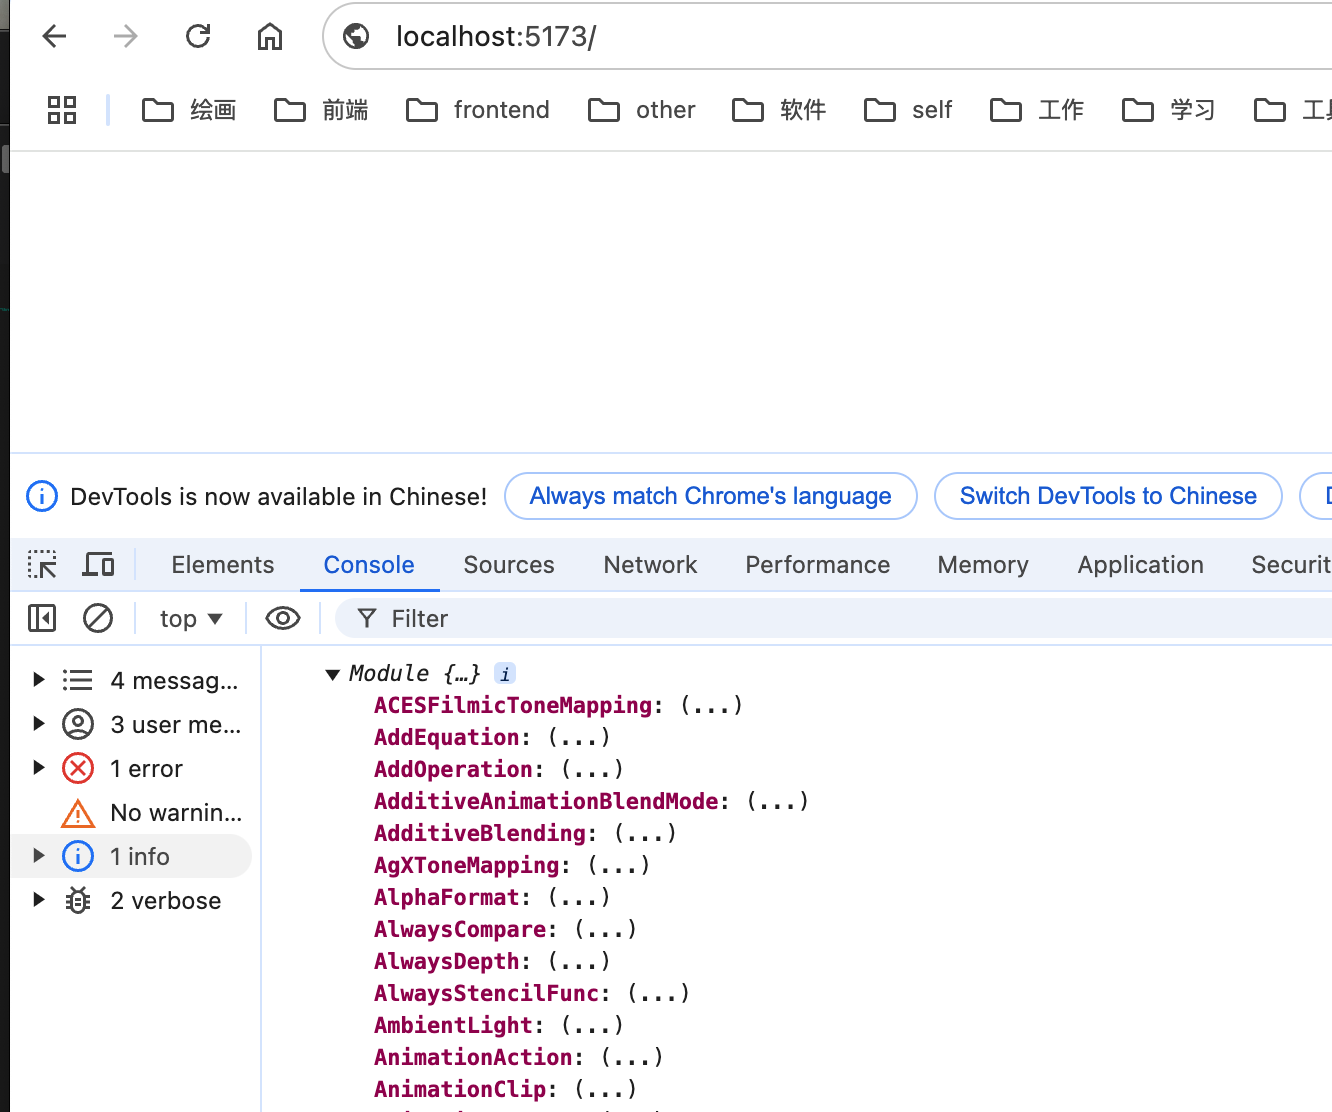 localhost:5173/
绘画 前端 frontend other 软件 self 工作 学习
DevTools is now available in Chinese! Always match Chrome's language Switch DevTools to Chinese
Elements Console Sources Network Performance Memory Application Securit
top Filter
4 messag...
3 user me...
1 error
No warnin...
1 info
2 verbose
Module {…} i
ACESFilmicToneMapping: (...)
AddEquation: (...)
AddOperation: (...)
AdditiveAnimationBlendMode: (...)
AdditiveBlending: (...)
AgXToneMapping: (...)
AlphaFormat: (...)
AlwaysCompare: (...)
AlwaysDepth: (...)
AlwaysStencilFunc: (...)
AmbientLight: (...)
AnimationAction: (...)
AnimationClip: (...)